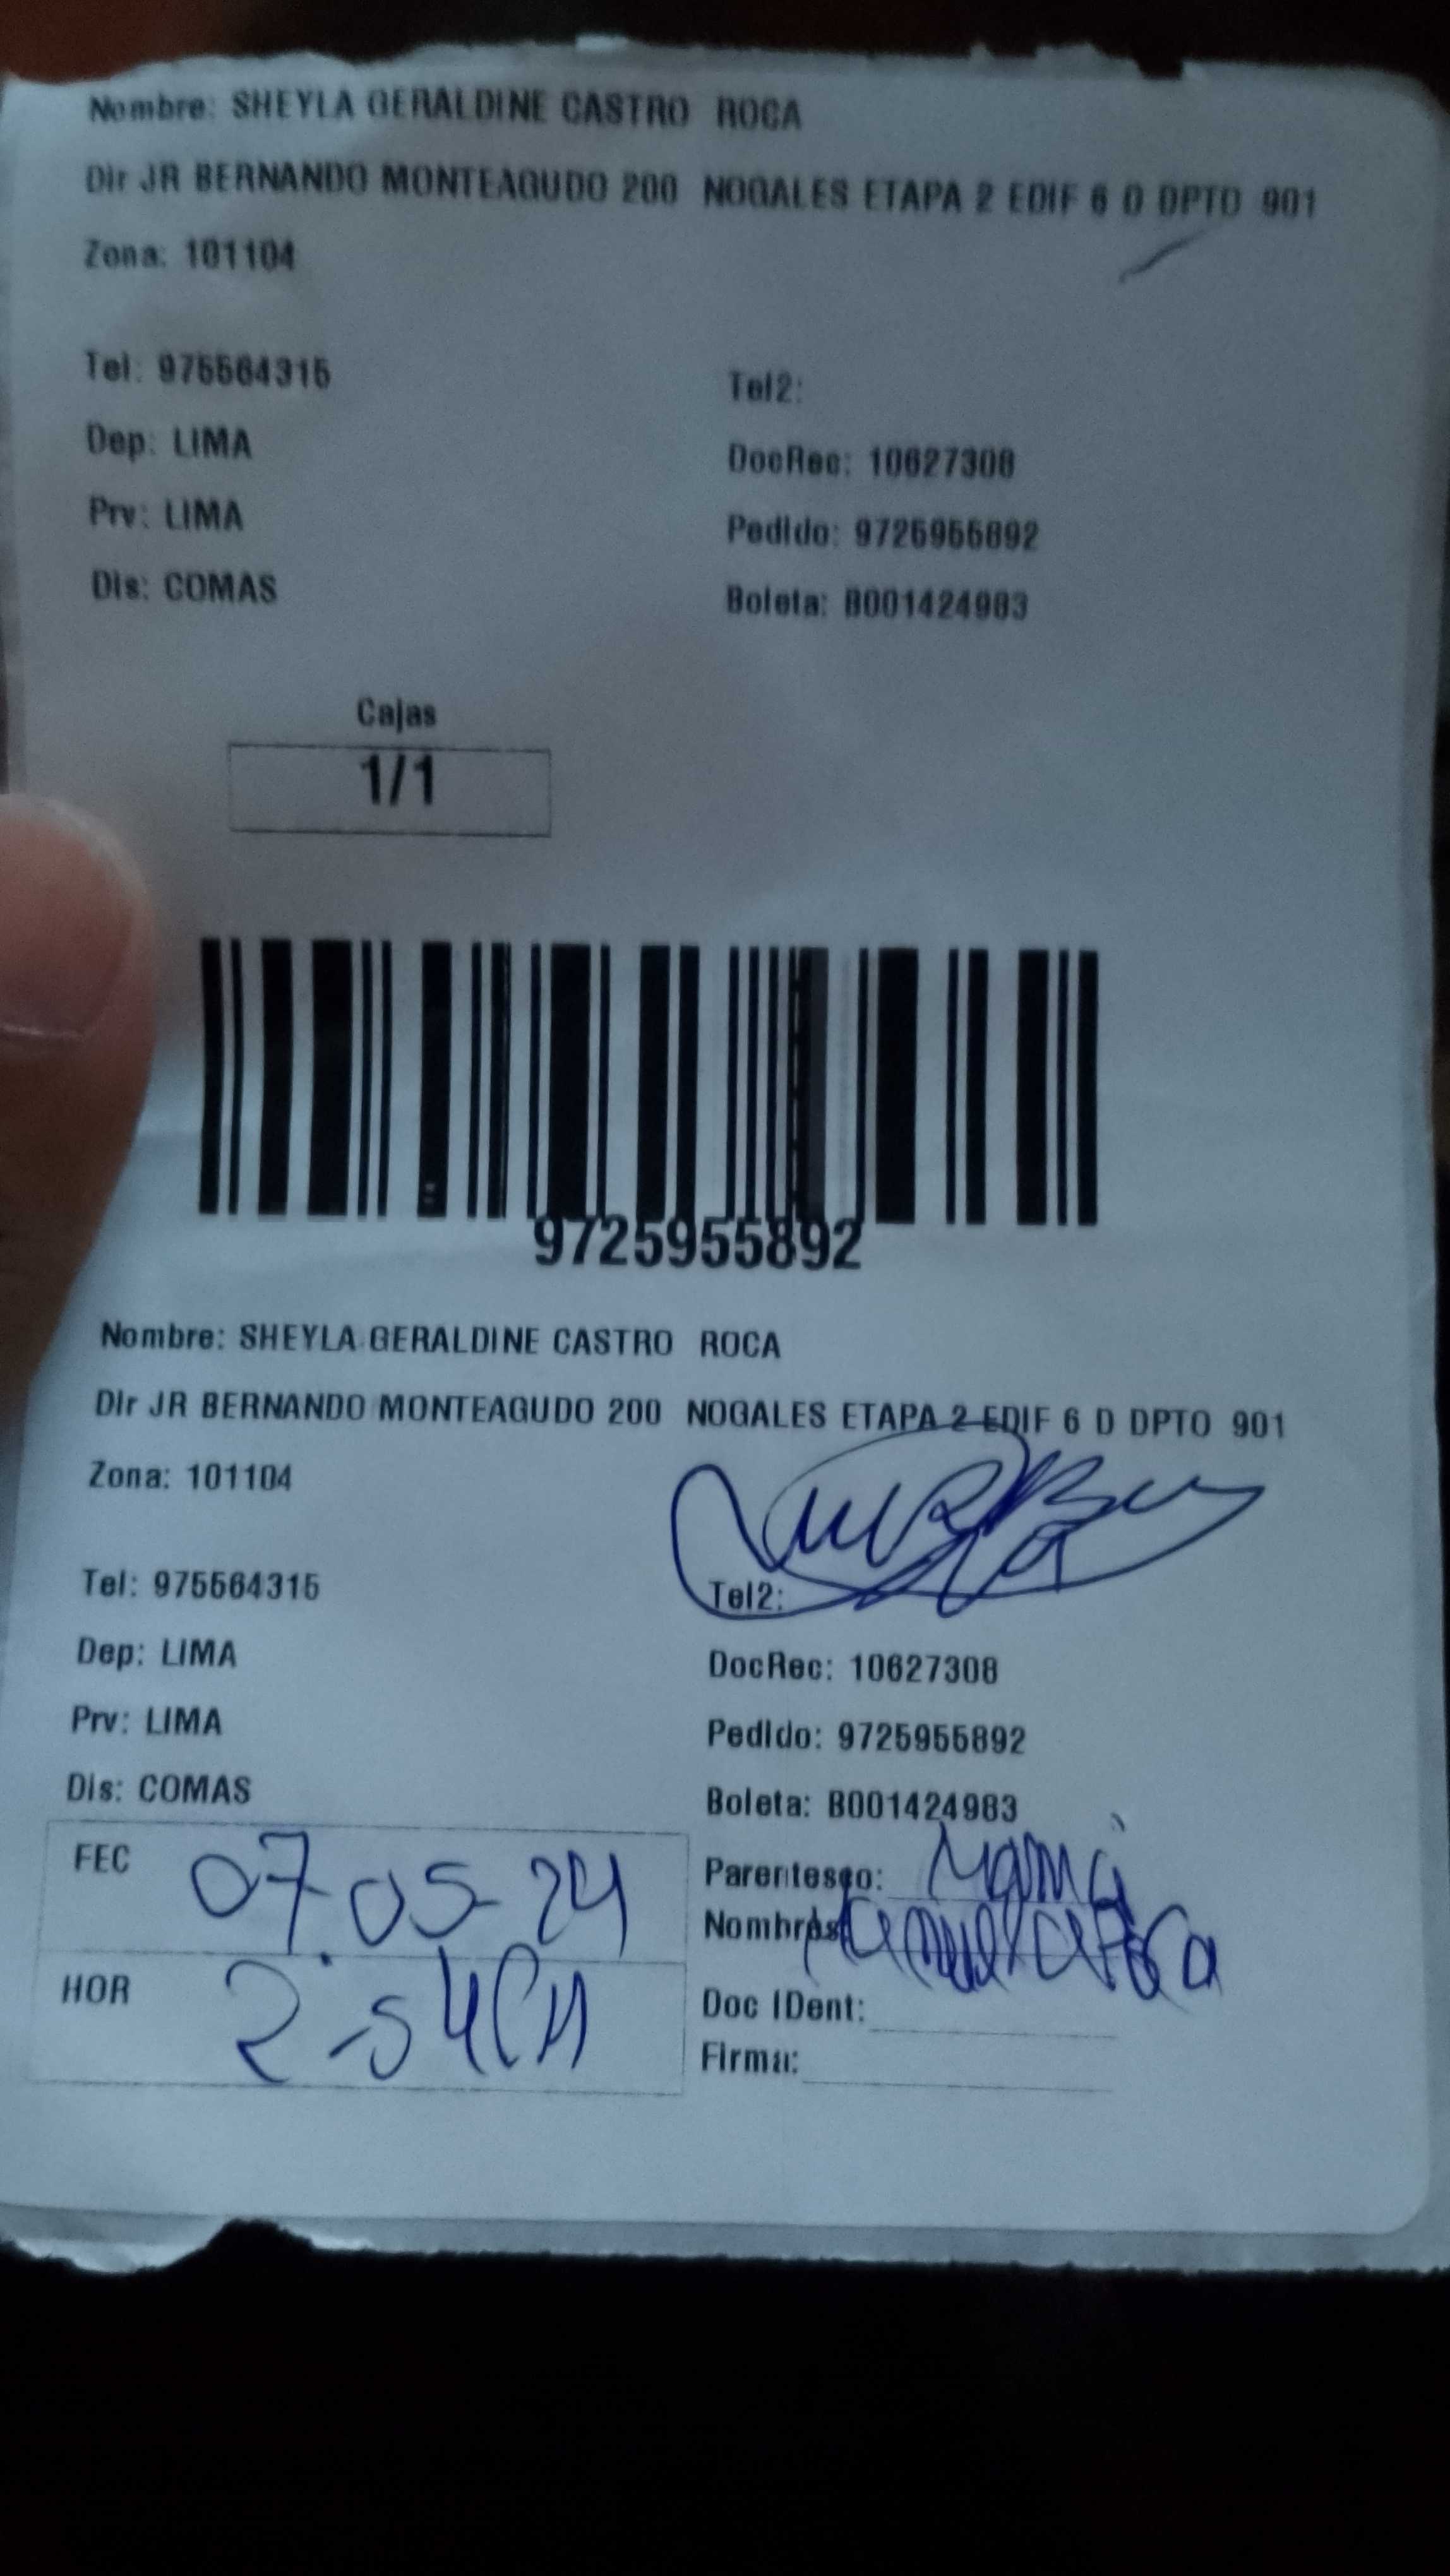 Nombre: SHEYLA GERALDINE CASTRO ROCA
Dir JR BERNANDO MONTEAGUDO 200 NOGALES ETAPA 2 EDIF 6 D DPTO 901
Zona: 101104
Tel: 975564315 Tel2:
Dep: LIMA DocRec: 10627308
Prv: LIMA Pedido: 9725955892
Dis: COMAS Boleta: B001424983
Cajas
1/1
9725955892
Nombre: SHEYLA GERALDINE CASTRO ROCA
Dir JR BERNANDO MONTEAGUDO 200 NOGALES ETAPA 2 EDIF 6 D DPTO 901
Zona: 101104
Tel: 975564315 Tel2:
Dep: LIMA DocRec: 10627308
Prv: LIMA Pedido: 9725955892
Dis: COMAS Boleta: B001424983
FEC 07.05-24 Parentesco: Mamá
Nombres:
HOR 2-54PM Doc IDent:
Firma: